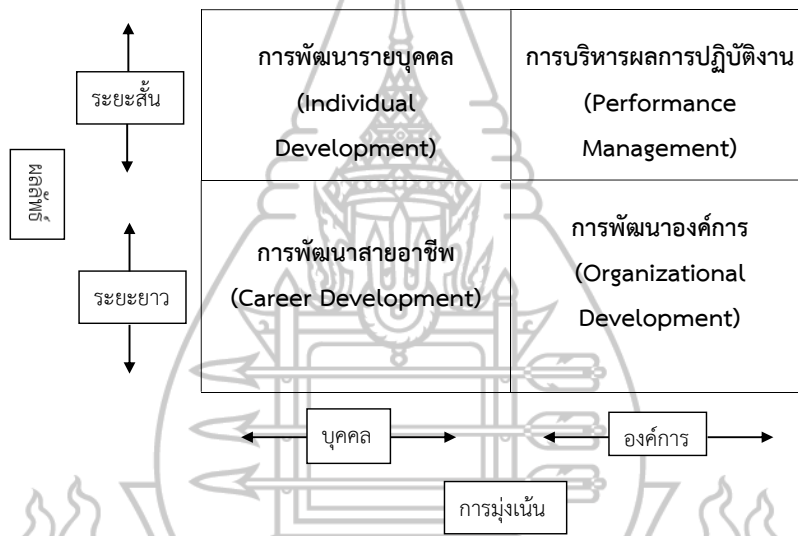 การพัฒนารายบุคคล
(Individual
Development)
การบริหารผลการปฏิบัติงาน
(Performance
Management)
ระยะสั้น
ผลลัพธ์
การพัฒนาสายอาชีพ
(Career Development)
การพัฒนาองค์การ
(Organizational
Development)
ระยะยาว
บุคคล
องค์การ
การมุ่งเน้น